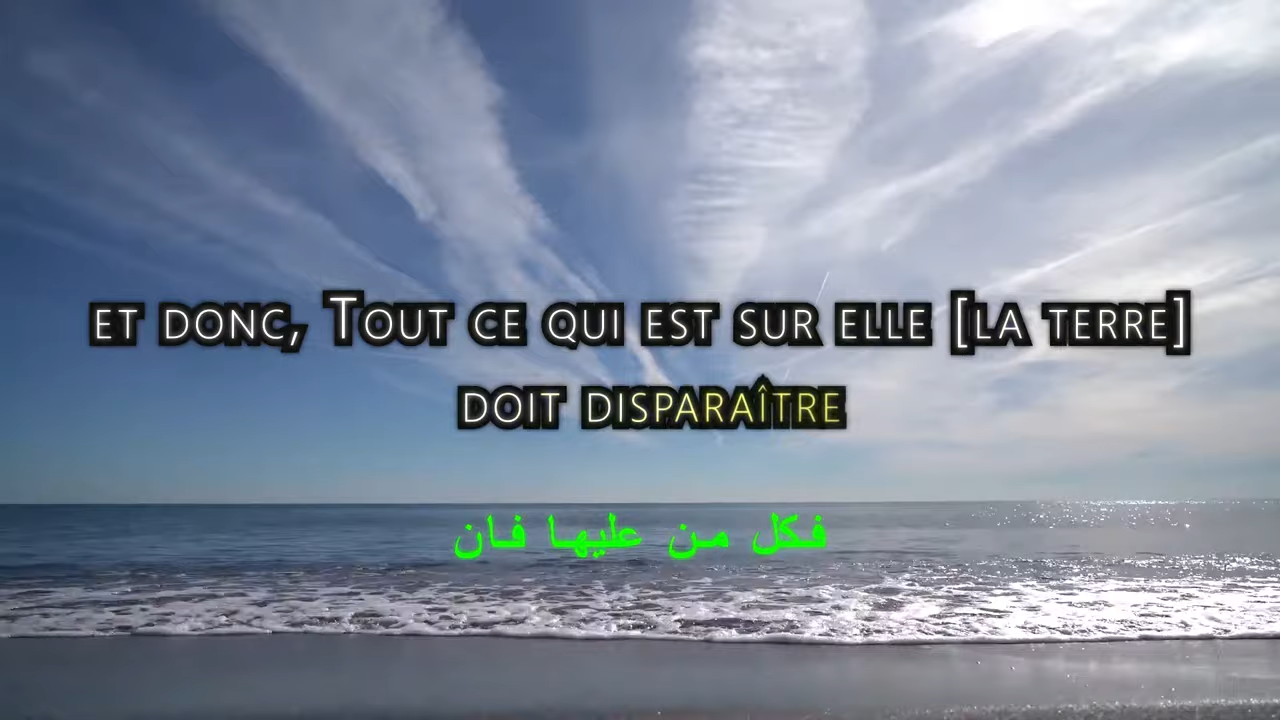 et donc, Tout ce qui est sur elle [la terre]
doit disparaître
فكل من عليها فان